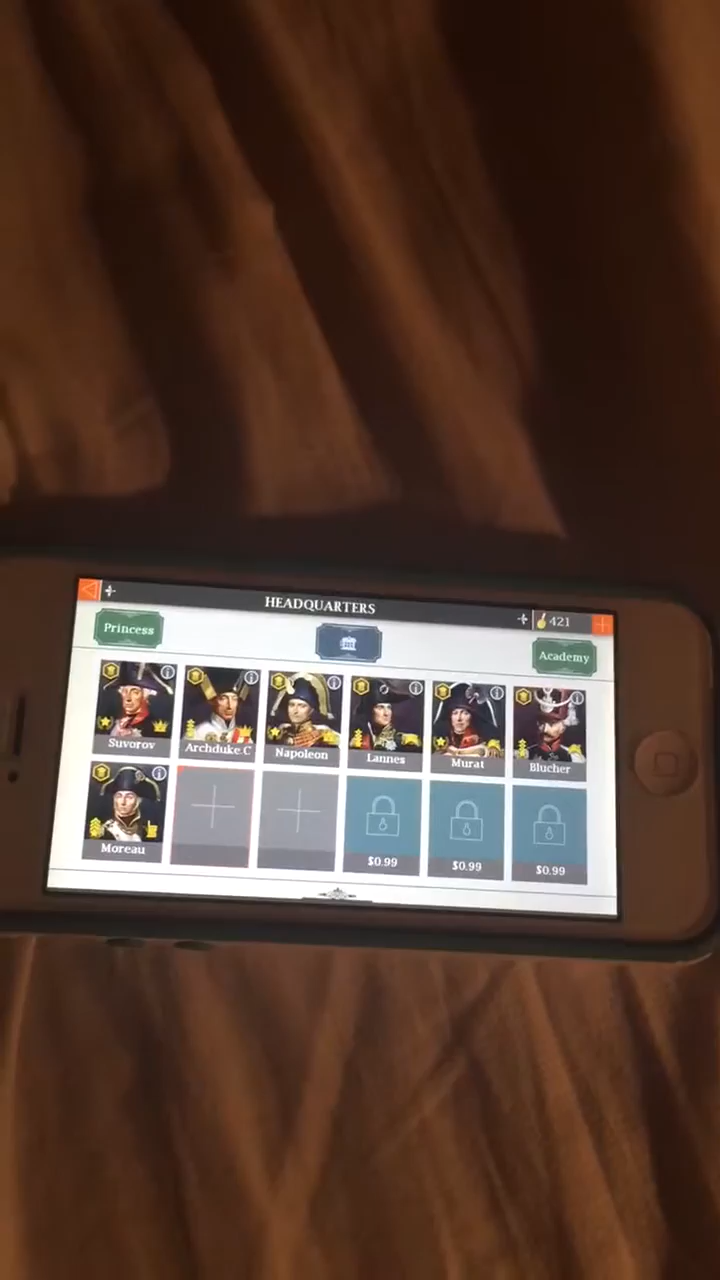 HEADQUARTERS
421
Princess
Academy
Suvorov
Archduke C
Napoleon
Lannes
Murat
Blucher
Moreau
$0.99
$0.99
$0.99